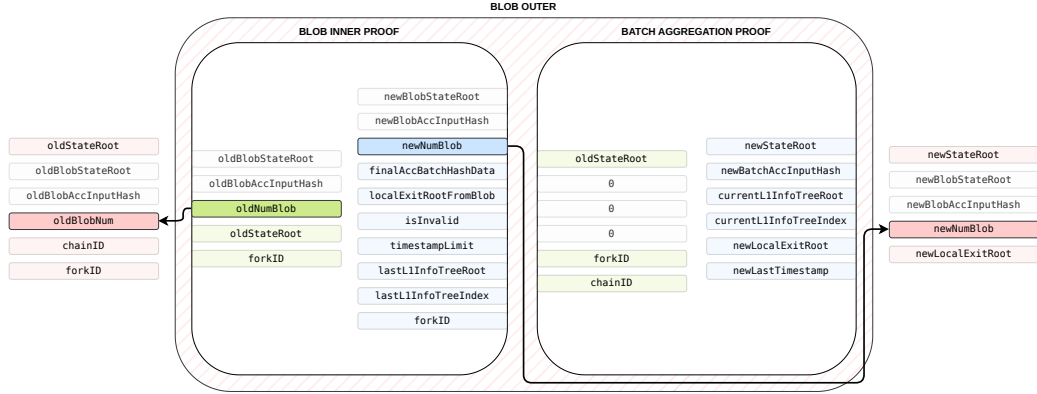 BLOB OUTER
BLOB INNER PROOF
BATCH AGGREGATION PROOF
oldStateRoot
oldBlobStateRoot
oldBlobAccInputHash
oldBlobNum
chainID
forkID
oldBlobStateRoot
oldBlobAccInputHash
oldNumBlob
oldStateRoot
forkID
newBlobStateRoot
newBlobAccInputHash
newNumBlob
finalAccBatchHashData
localExitRootFromBlob
isInvalid
timestampLimit
lastL1InfoTreeRoot
lastL1InfoTreeIndex
forkID
oldStateRoot
0
0
0
forkID
chainID
newStateRoot
newBatchAccInputHash
currentL1InfoTreeRoot
currentL1InfoTreeIndex
newLocalExitRoot
newLastTimestamp
newStateRoot
newBlobStateRoot
newBlobAccInputHash
newNumBlob
newLocalExitRoot